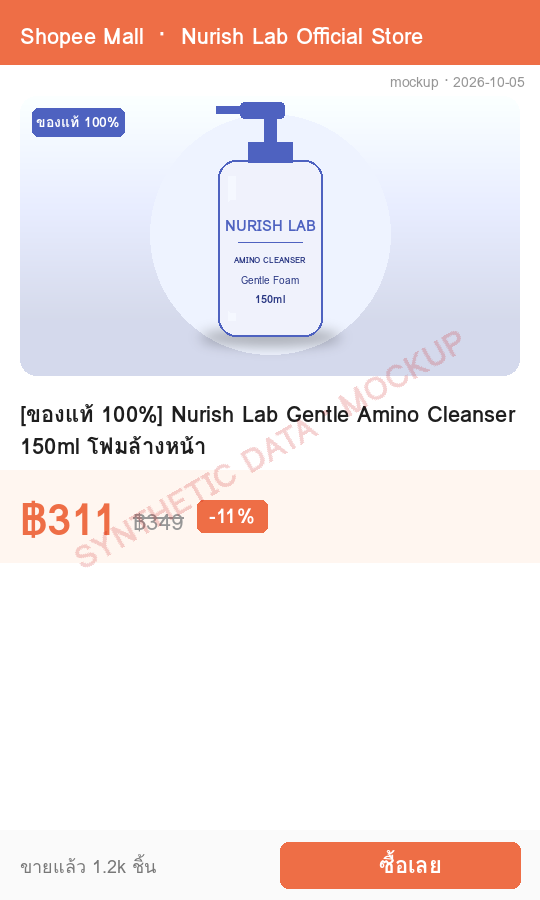 Shopee Mall · Nurish Lab Official Store
mockup · 2026-10-05
ของแท้ 100%
NURISH LAB
AMINO CLEANSER
Gentle Foam
150ml
[ของแท้ 100%] Nurish Lab Gentle Amino Cleanser
150ml โฟมล้างหน้า
฿311 ฿349 -11%
SYNTHETIC DATA · MOCKUP
ขายแล้ว 1.2k ชิ้น
ซื้อเลย